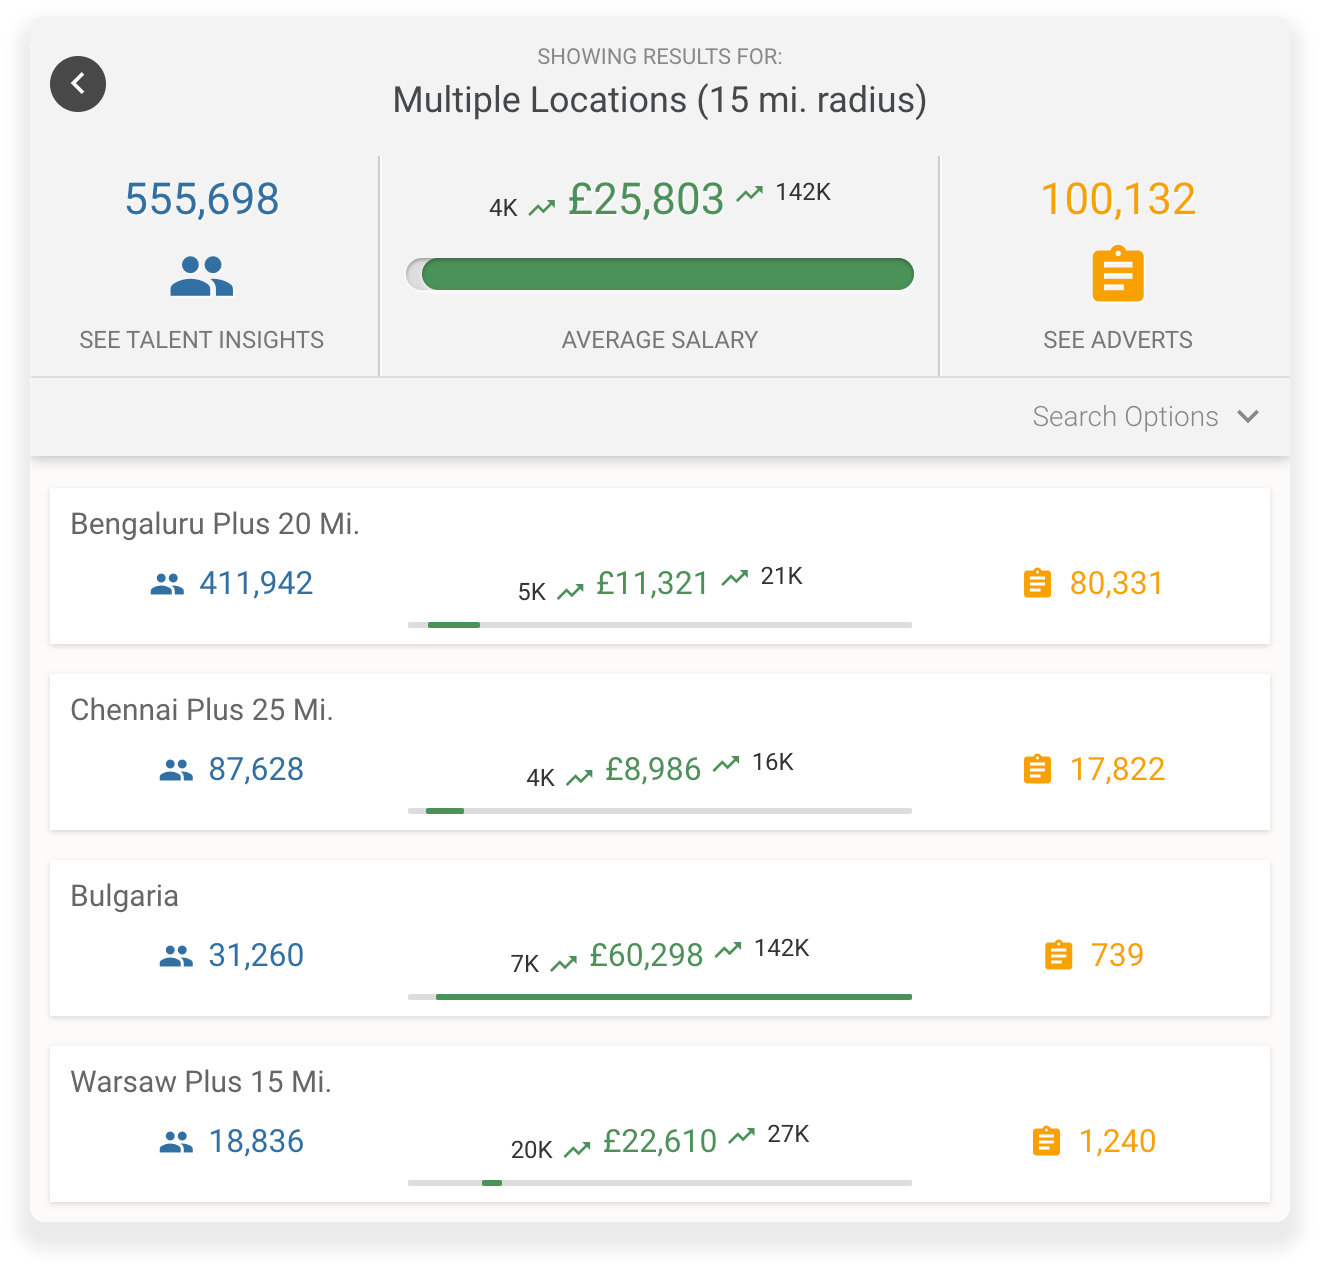 SHOWING RESULTS FOR:
Multiple Locations (15 mi. radius)
555,698
4K £25,803 142K
100,132
SEE TALENT INSIGHTS
AVERAGE SALARY
SEE ADVERTS
Search Options
Bengaluru Plus 20 Mi.
411,942
5K £11,321 21K
80,331
Chennai Plus 25 Mi.
87,628
4K £8,986 16K
17,822
Bulgaria
31,260
7K £60,298 142K
739
Warsaw Plus 15 Mi.
18,836
20K £22,610 27K
1,240